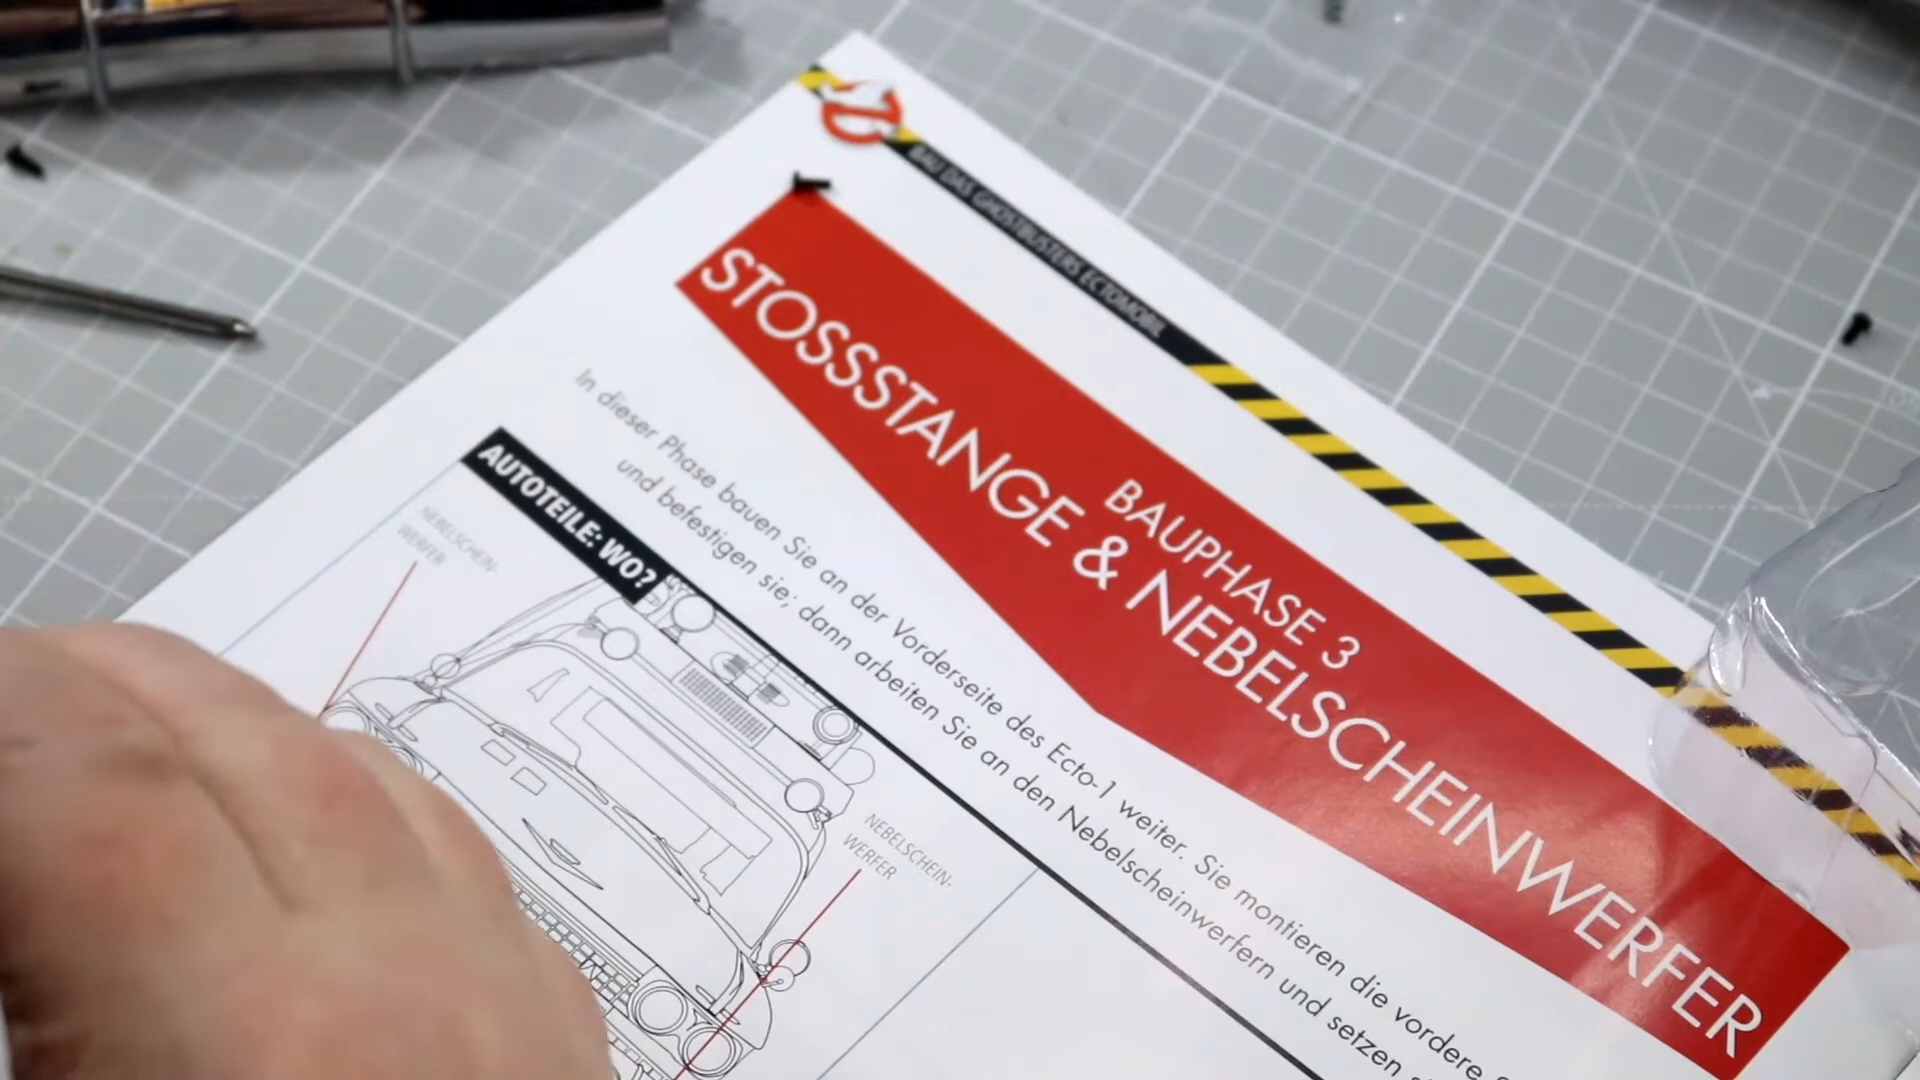 BAU DAS GHOSTBUSTERS ECTOMOBIL
BAUPHASE 3
STOSSSTANGE & NEBELSCHEINWERFER
In dieser Phase bauen Sie an der Vorderseite des Ecto-1 weiter. Sie montieren die vordere
und befestigen sie; dann arbeiten Sie an den Nebelscheinwerfern und setzen
AUTOTEILE: WO?
NEBELSCHEIN-
WERFER
NEBELSCHEIN-
WERFER